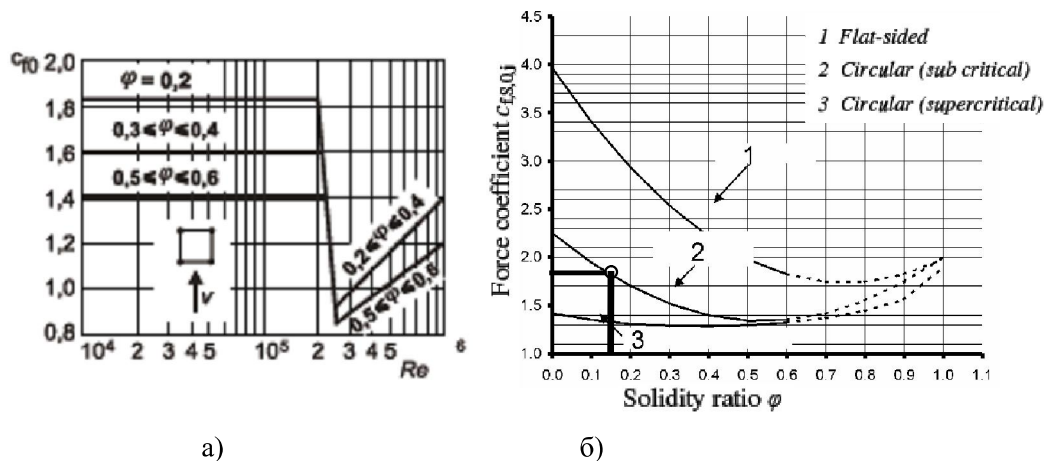 c_f0 2,0
1,8
1,6
1,4
1,2
1,0
0,8
φ = 0,2
0,3≤φ≤0,4
0,5≤φ≤0,6
0,2≤φ≤0,4
0,5≤φ≤0,6
v
10⁴ 2 3 4 5 10⁵ 2 3 4 5 6
Re
а)
1 Flat-sided
2 Circular (sub critical)
3 Circular (supercritical)
Force coefficient c_f,S,0,j
4.5
4.0
3.5
3.0
2.5
2.0
1.5
1.0
1
2
3
0.0 0.1 0.2 0.3 0.4 0.5 0.6 0.7 0.8 0.9 1.0 1.1
Solidity ratio φ
б)